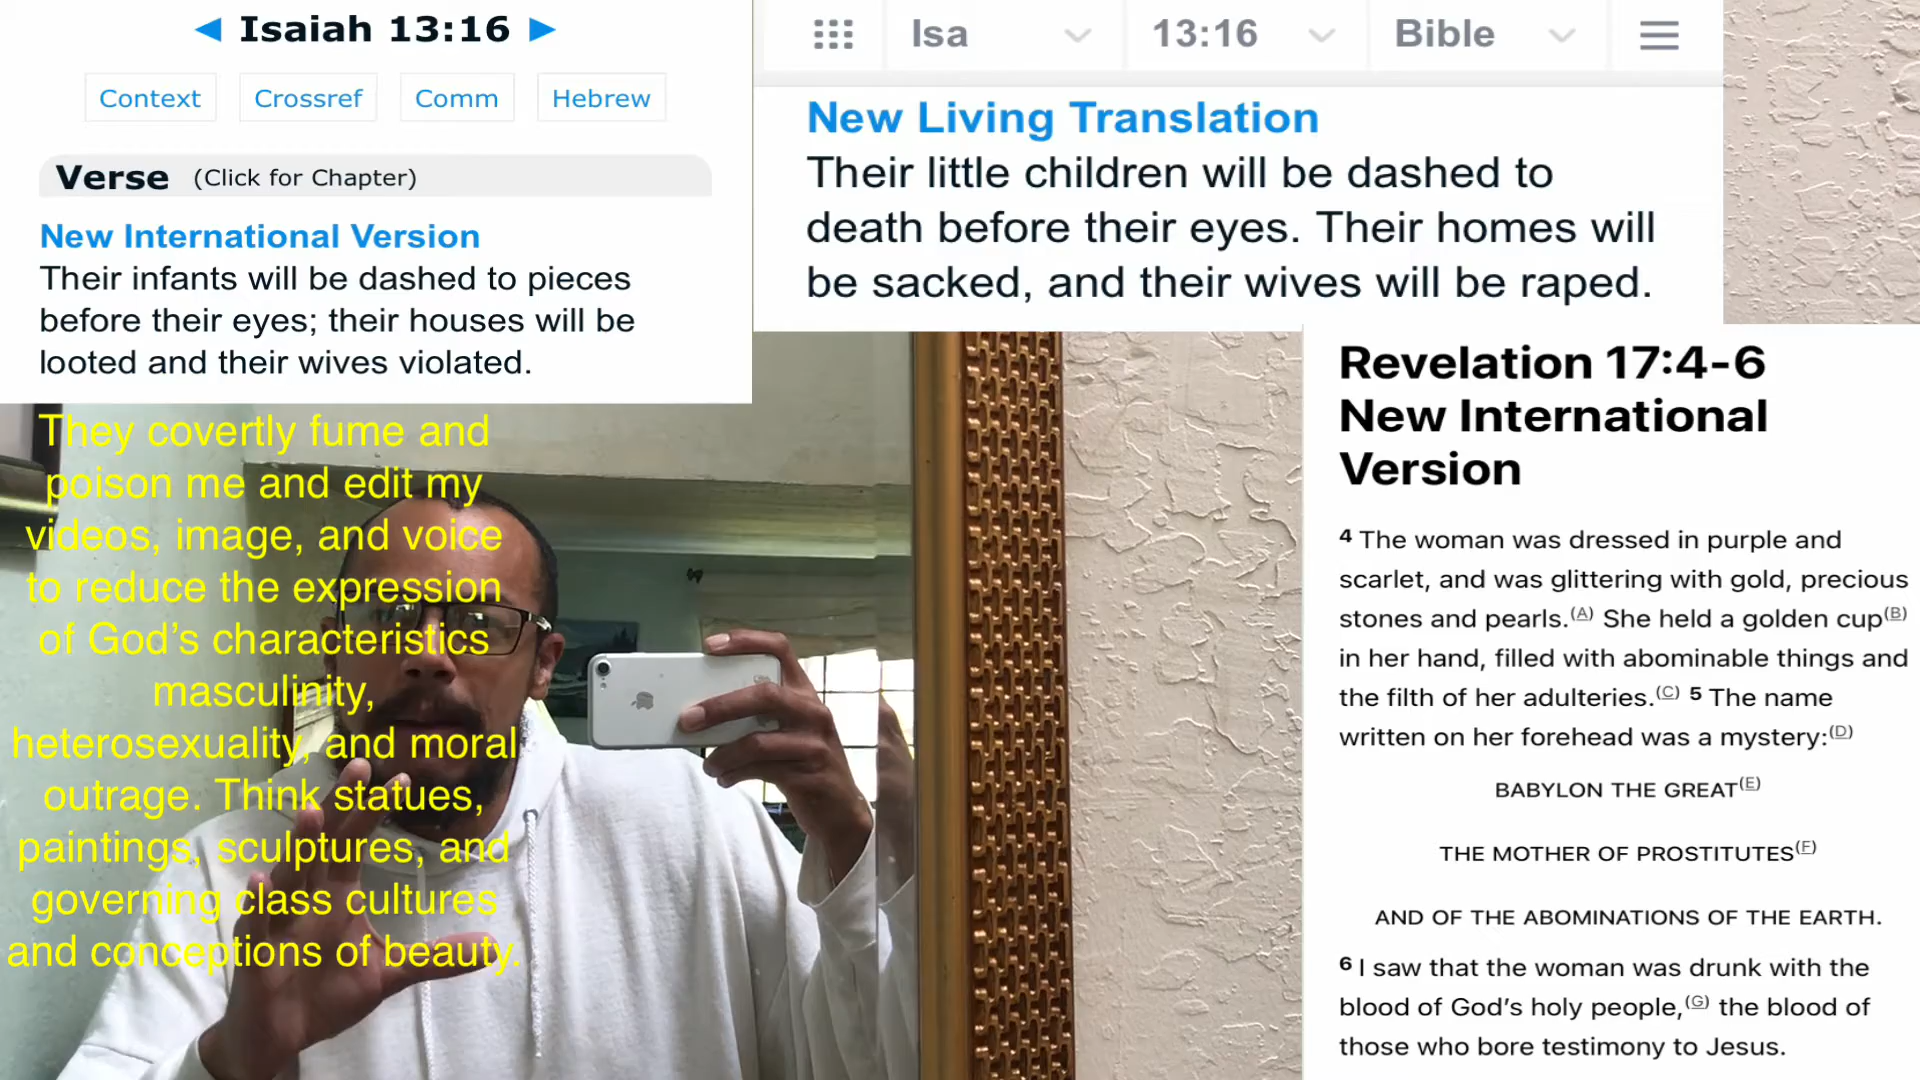 ◀ Isaiah 13:16 ▶
Context Crossref Comm Hebrew
Verse (Click for Chapter)
New International Version
Their infants will be dashed to pieces
before their eyes; their houses will be
looted and their wives violated.
Isa 13:16 Bible
New Living Translation
Their little children will be dashed to
death before their eyes. Their homes will
be sacked, and their wives will be raped.
They covertly fume and
poison me and edit my
videos, image, and voice
to reduce the expression
of God’s characteristics
masculinity,
heterosexuality, and moral
outrage. Think statues,
paintings, sculptures, and
governing class cultures
and conceptions of beauty.
Revelation 17:4-6
New International
Version
4 The woman was dressed in purple and
scarlet, and was glittering with gold, precious
stones and pearls.(A) She held a golden cup(B)
in her hand, filled with abominable things and
the filth of her adulteries.(C) 5 The name
written on her forehead was a mystery:(D)
BABYLON THE GREAT(E)
THE MOTHER OF PROSTITUTES(F)
AND OF THE ABOMINATIONS OF THE EARTH.
6 I saw that the woman was drunk with the
blood of God’s holy people,(G) the blood of
those who bore testimony to Jesus.